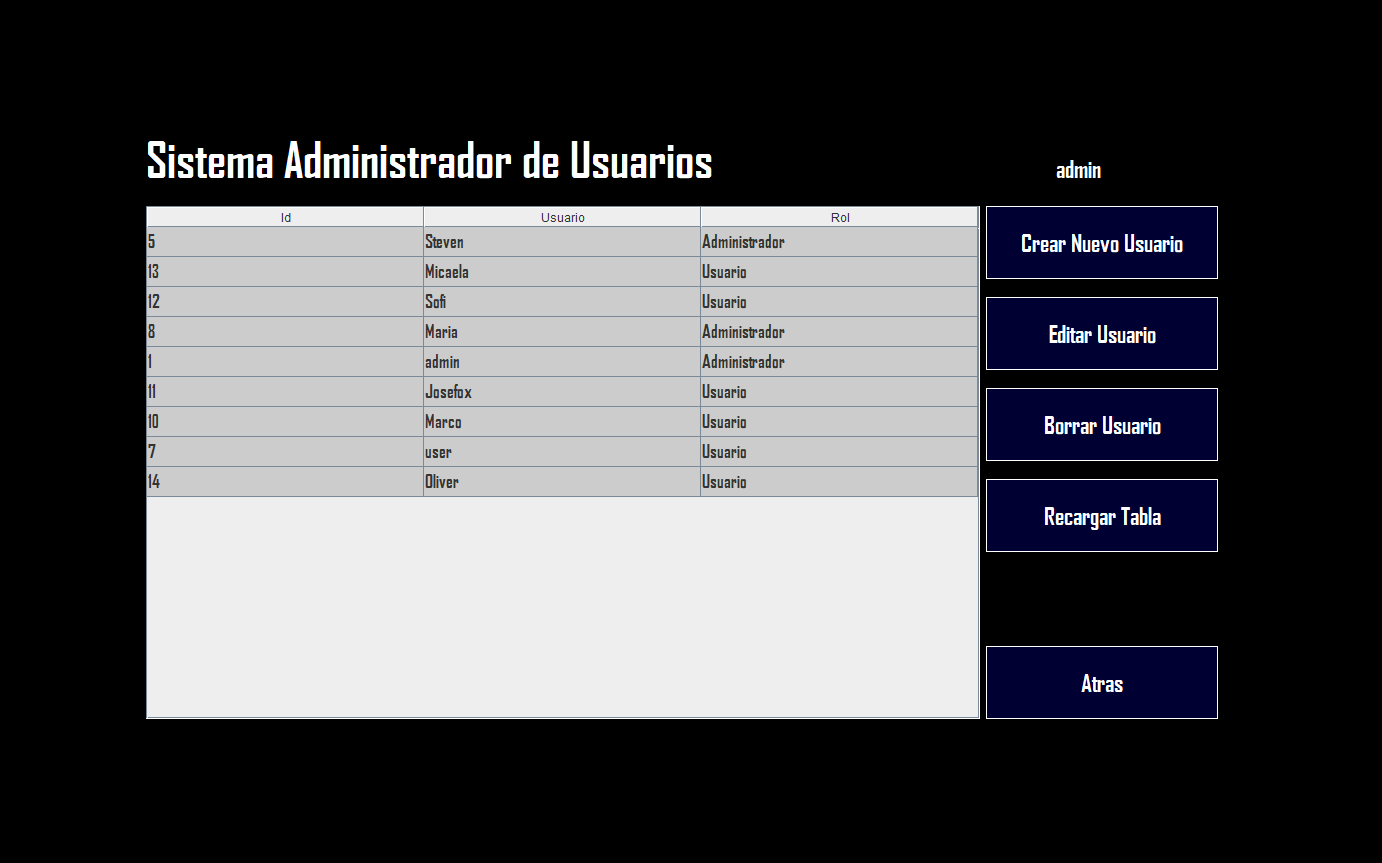 Sistema Administrador de Usuarios
admin
Id Usuario Rol
5 Steven Administrador
13 Micaela Usuario
12 Sofi Usuario
8 Maria Administrador
1 admin Administrador
11 Josefox Usuario
10 Marco Usuario
7 user Usuario
14 Oliver Usuario
Crear Nuevo Usuario
Editar Usuario
Borrar Usuario
Recargar Tabla
Atras